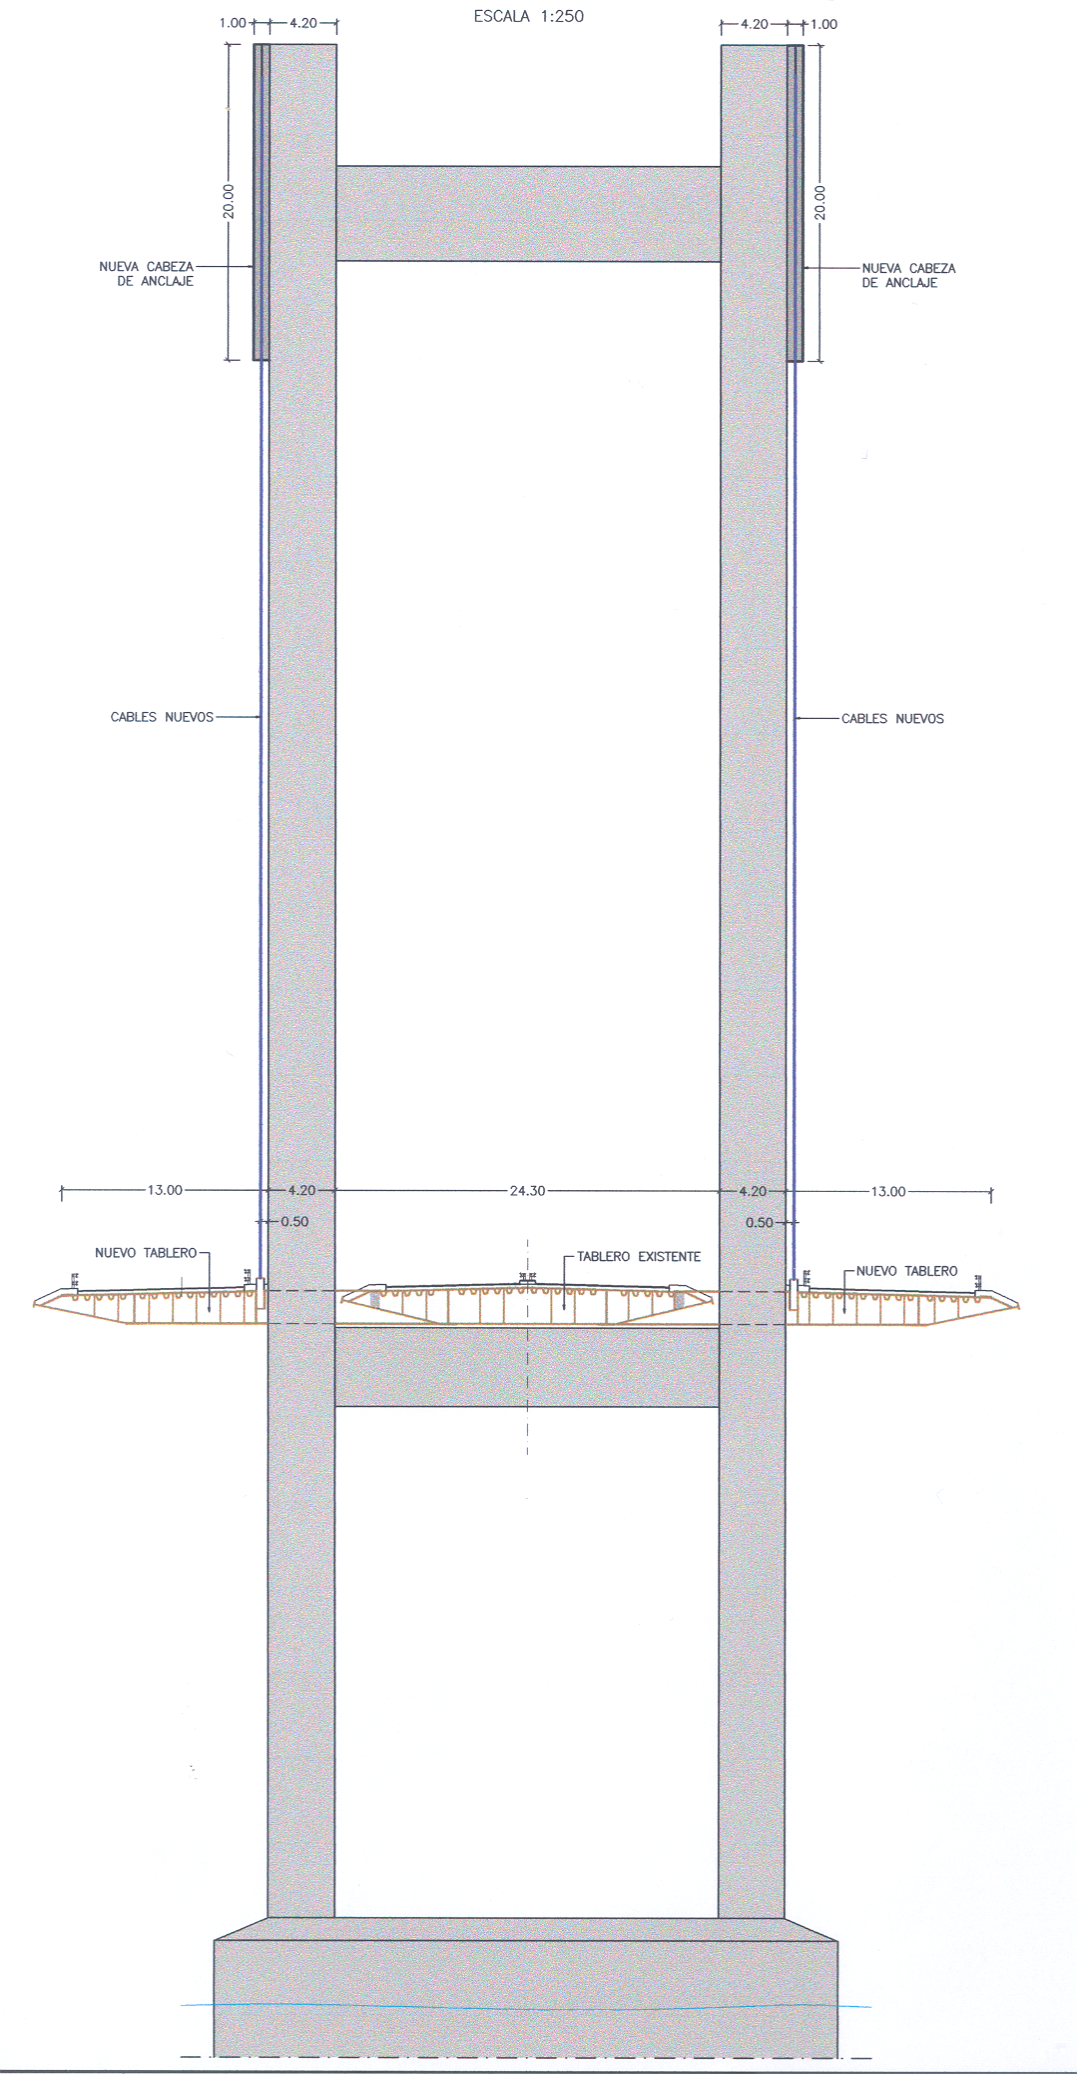 ESCALA 1:250
1.00
4.20
4.20
1.00
20.00
20.00
NUEVA CABEZA
DE ANCLAJE
NUEVA CABEZA
DE ANCLAJE
CABLES NUEVOS
CABLES NUEVOS
13.00
4.20
24.30
4.20
13.00
0.50
0.50
NUEVO TABLERO
TABLERO EXISTENTE
NUEVO TABLERO